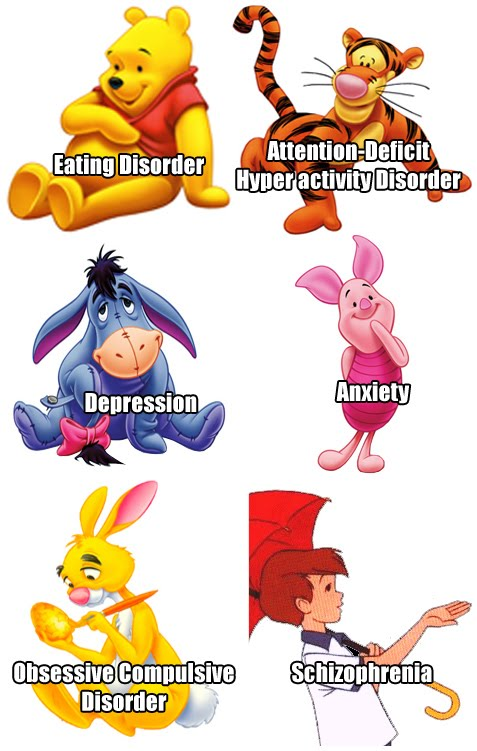 Eating Disorder
Attention-Deficit
Hyper activity Disorder
Depression
Anxiety
Obsessive Compulsive
Disorder
Schizophrenia